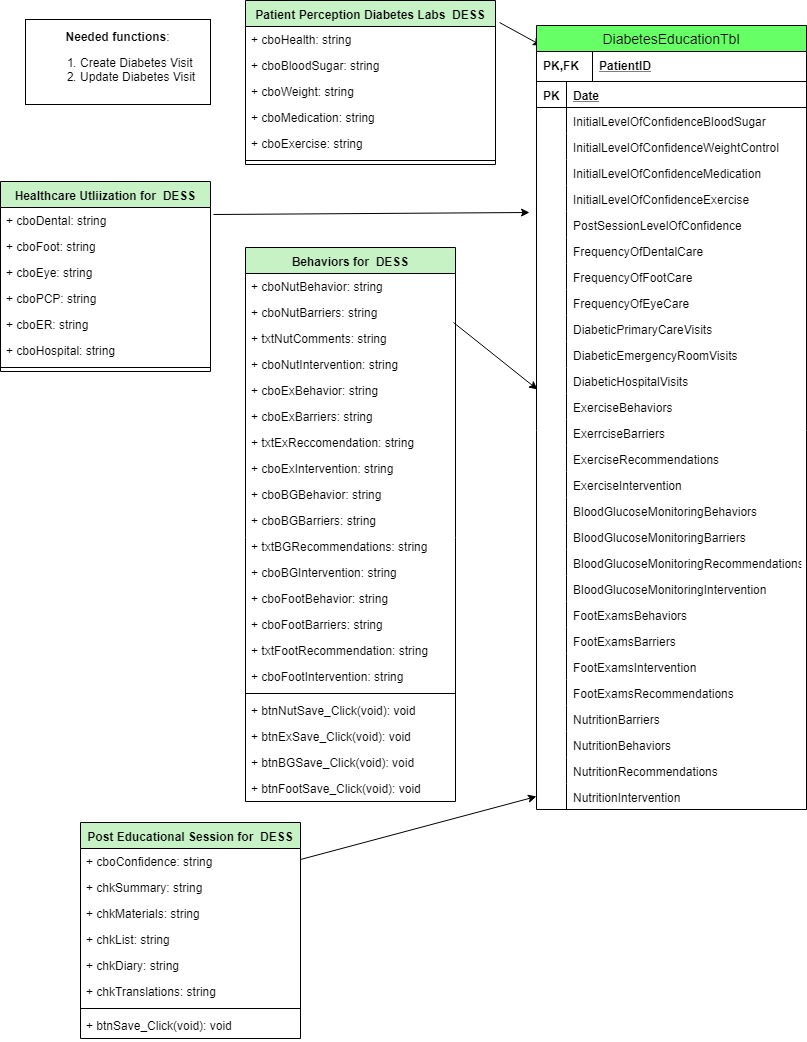 Needed functions:
1. Create Diabetes Visit
2. Update Diabetes Visit
Patient Perception Diabetes Labs DESS
+ cboHealth: string
+ cboBloodSugar: string
+ cboWeight: string
+ cboMedication: string
+ cboExercise: string
Healthcare Utliization for DESS
+ cboDental: string
+ cboFoot: string
+ cboEye: string
+ cboPCP: string
+ cboER: string
+ cboHospital: string
Behaviors for DESS
+ cboNutBehavior: string
+ cboNutBarriers: string
+ txtNutComments: string
+ cboNutIntervention: string
+ cboExBehavior: string
+ cboExBarriers: string
+ txtExReccomendation: string
+ cboExIntervention: string
+ cboBGBehavior: string
+ cboBGBarriers: string
+ txtBGRecommendations: string
+ cboBGIntervention: string
+ cboFootBehavior: string
+ cboFootBarriers: string
+ txtFootRecommendation: string
+ cboFootIntervention: string
+ btnNutSave_Click(void): void
+ btnExSave_Click(void): void
+ btnBGSave_Click(void): void
+ btnFootSave_Click(void): void
Post Educational Session for DESS
+ cboConfidence: string
+ chkSummary: string
+ chkMaterials: string
+ chkList: string
+ chkDiary: string
+ chkTranslations: string
+ btnSave_Click(void): void
DiabetesEducationTbl
PK,FK PatientID
PK Date
InitialLevelOfConfidenceBloodSugar
InitialLevelOfConfidenceWeightControl
InitialLevelOfConfidenceMedication
InitialLevelOfConfidenceExercise
PostSessionLevelOfConfidence
FrequencyOfDentalCare
FrequencyOfFootCare
FrequencyOfEyeCare
DiabeticPrimaryCareVisits
DiabeticEmergencyRoomVisits
DiabeticHospitalVisits
ExerciseBehaviors
ExerrciseBarriers
ExerciseRecommendations
ExerciseIntervention
BloodGlucoseMonitoringBehaviors
BloodGlucoseMonitoringBarriers
BloodGlucoseMonitoringRecommendations
BloodGlucoseMonitoringIntervention
FootExamsBehaviors
FootExamsBarriers
FootExamsIntervention
FootExamsRecommendations
NutritionBarriers
NutritionBehaviors
NutritionRecommendations
NutritionIntervention